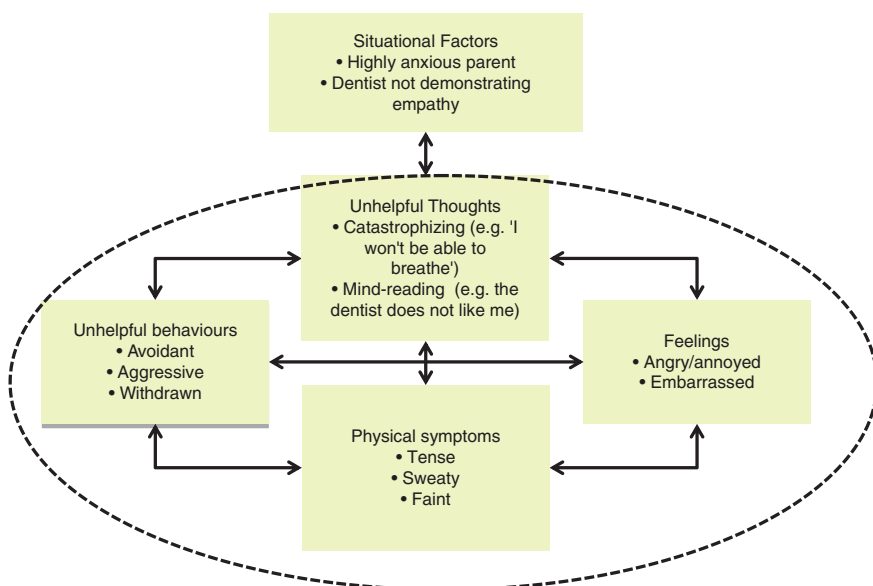 Situational Factors
• Highly anxious parent
• Dentist not demonstrating
empathy
Unhelpful Thoughts
• Catastrophizing (e.g. 'I
won't be able to
breathe')
• Mind-reading  (e.g. the
dentist does not like me)
Unhelpful behaviours
• Avoidant
• Aggressive
• Withdrawn
Feelings
• Angry/annoyed
• Embarrassed
Physical symptoms
• Tense
• Sweaty
• Faint